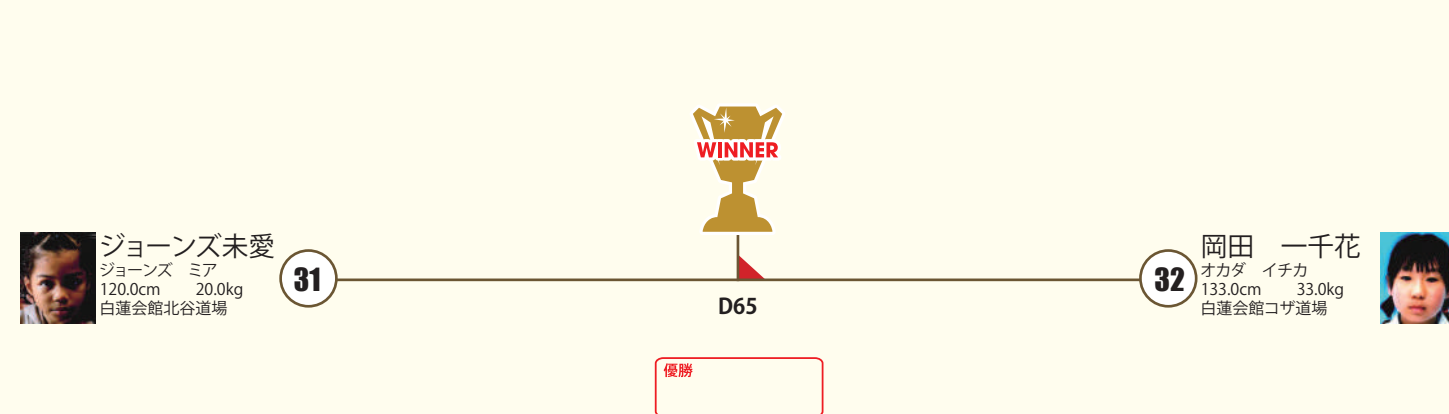 WINNER
ジョーンズ未愛
ジョーンズ　ミア
120.0cm　20.0kg
白蓮会館北谷道場
31
D65
32
岡田　一千花
オカダ　イチカ
133.0cm　33.0kg
白蓮会館コザ道場
優勝